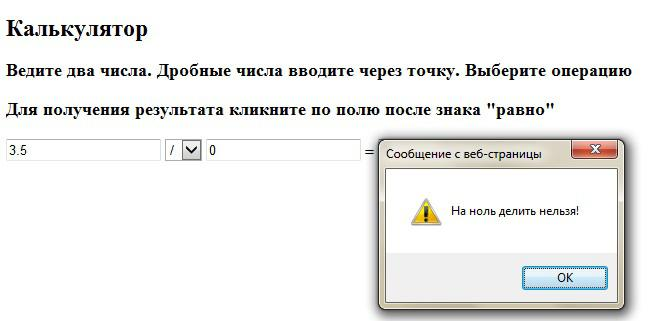 Калькулятор
Ведите два числа. Дробные числа вводите через точку. Выберите операцию
Для получения результата кликните по полю после знака "равно"
3.5 / 0 =
Сообщение с веб-страницы
На ноль делить нельзя!
OK